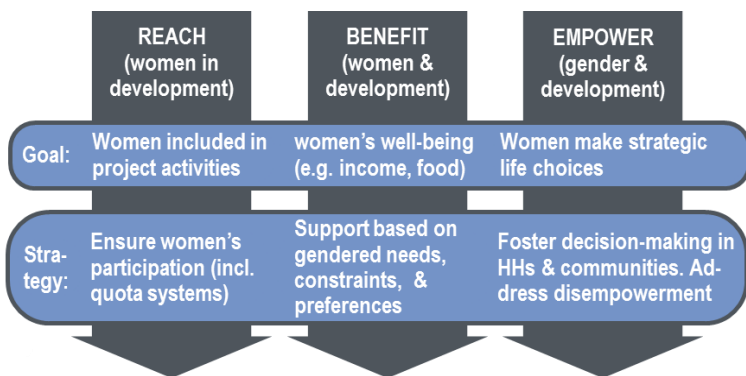 REACH
(women in
development)
BENEFIT
(women &
development)
EMPOWER
(gender &
development)
Goal:
Women included in
project activities
women's well-being
(e.g. income, food)
Women make strategic
life choices
Stra-
tegy:
Ensure women's
participation (incl.
quota systems)
Support based on
gendered needs,
constraints, &
preferences
Foster decision-making in
HHs & communities. Ad-
dress disempowerment